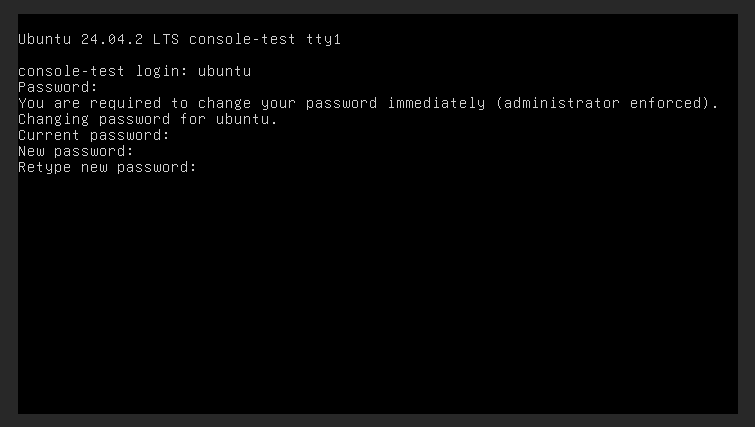 Ubuntu 24.04.2 LTS console-test tty1
console-test login: ubuntu
Password:
You are required to change your password immediately (administrator enforced).
Changing password for ubuntu.
Current password:
New password:
Retype new password: